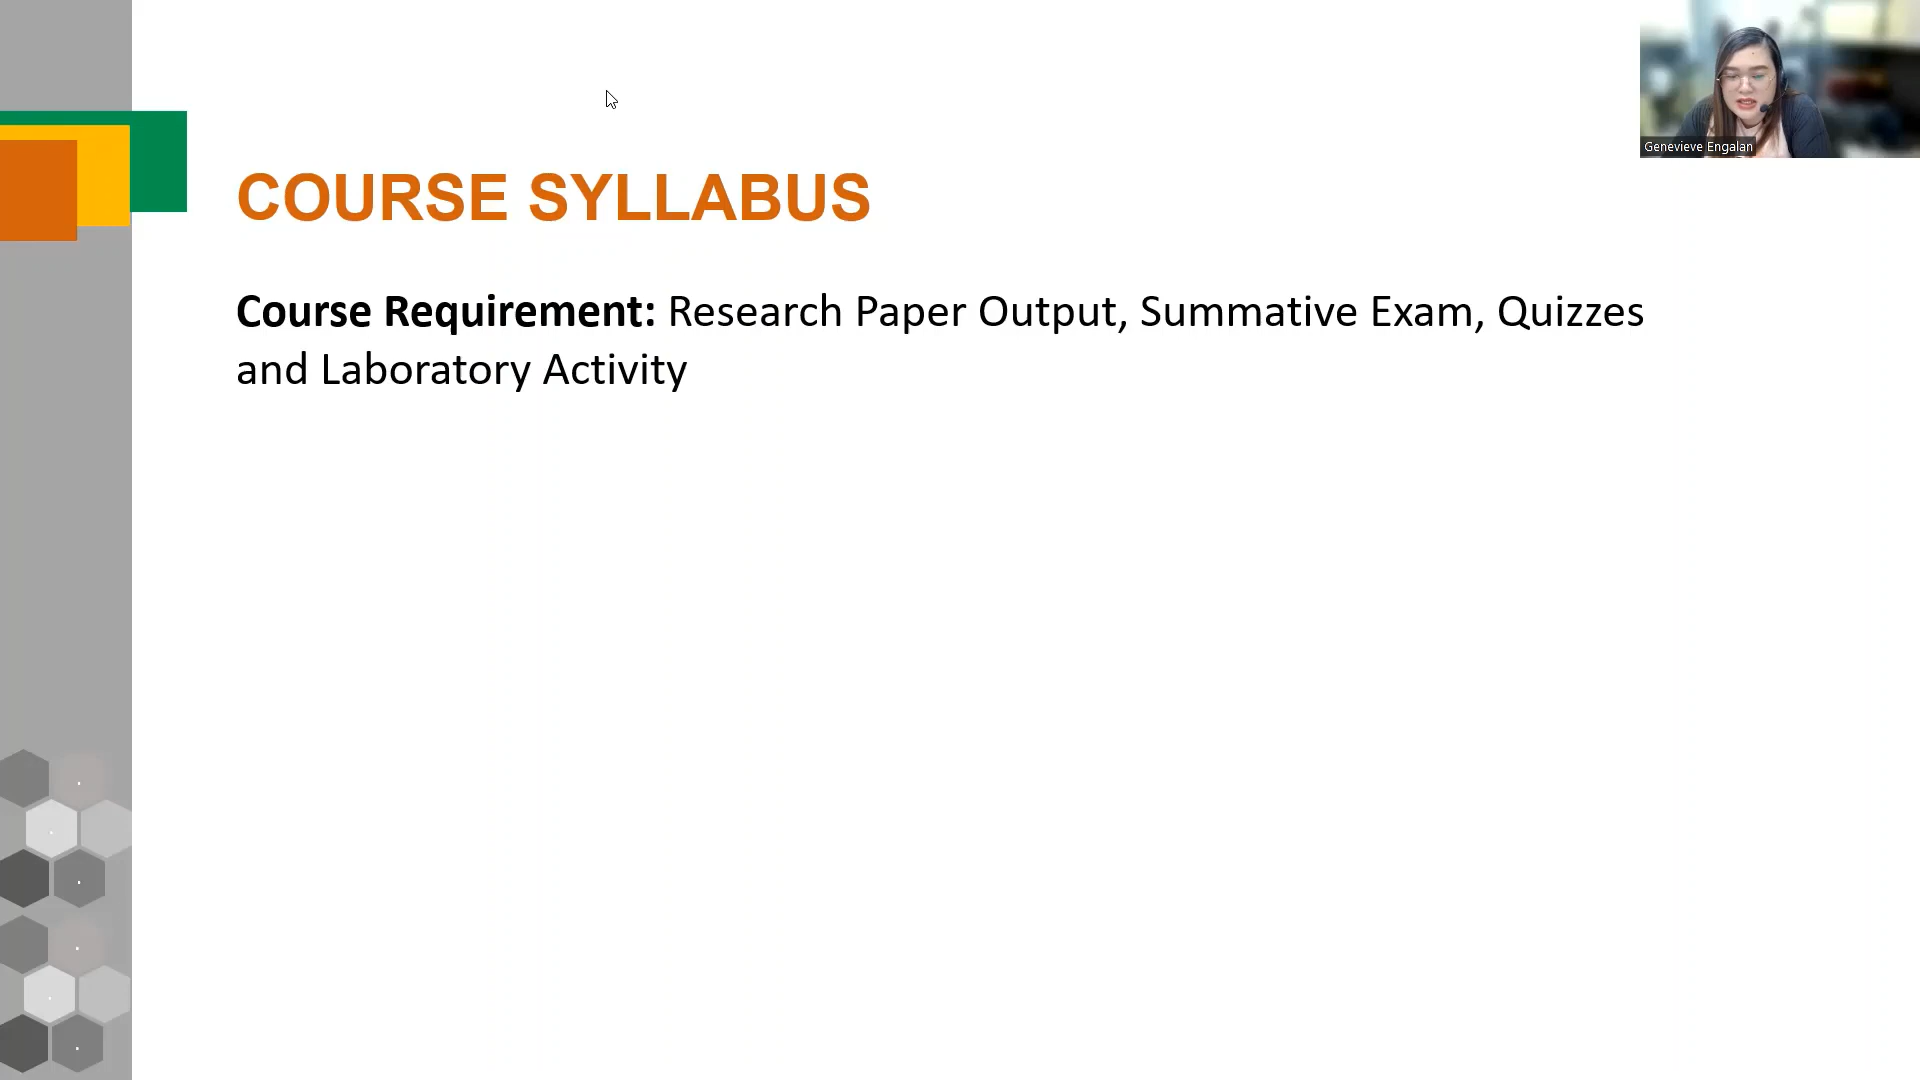 Genevieve Engalan
COURSE SYLLABUS
Course Requirement: Research Paper Output, Summative Exam, Quizzes
and Laboratory Activity